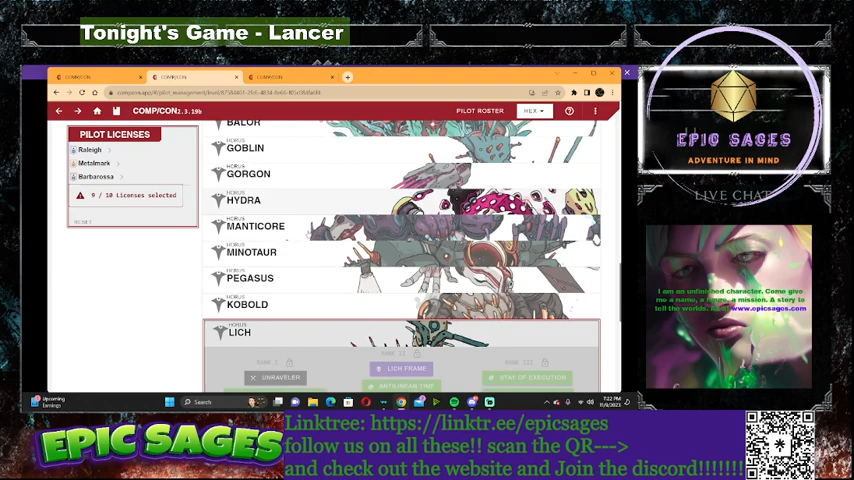 Tonight's Game - Lancer
COMP/CON
COMP/CON
COMP/CON
COMP/CON 2.3.19b
PILOT ROSTER
HEX
PILOT LICENSES
Raleigh
Metalmark
Barbarossa
9 / 10 Licenses selected
BALOR
HORUS
GOBLIN
HORUS
GORGON
HORUS
HYDRA
HORUS
MANTICORE
HORUS
MINOTAUR
HORUS
PEGASUS
HORUS
KOBOLD
HORUS
LICH
RANK I
RANK II
RANK III
UNRAVELER
LICH FRAME
ANTILINEAR TIME
STAY OF EXECUTION
Upcoming
Earnings
Search
7:22 PM
EPIC SAGES
ADVENTURE IN MIND
LIVE CHAT
I am an unfinished character. Come give
me a name,
a mission. A story to
tell the worlds.
www.epicsages.com
EPIC SAGES
Linktree: https://linktr.ee/epicsages
follow us on all these!! scan the QR--->
and check out the website and Join the discord!!!!!!!